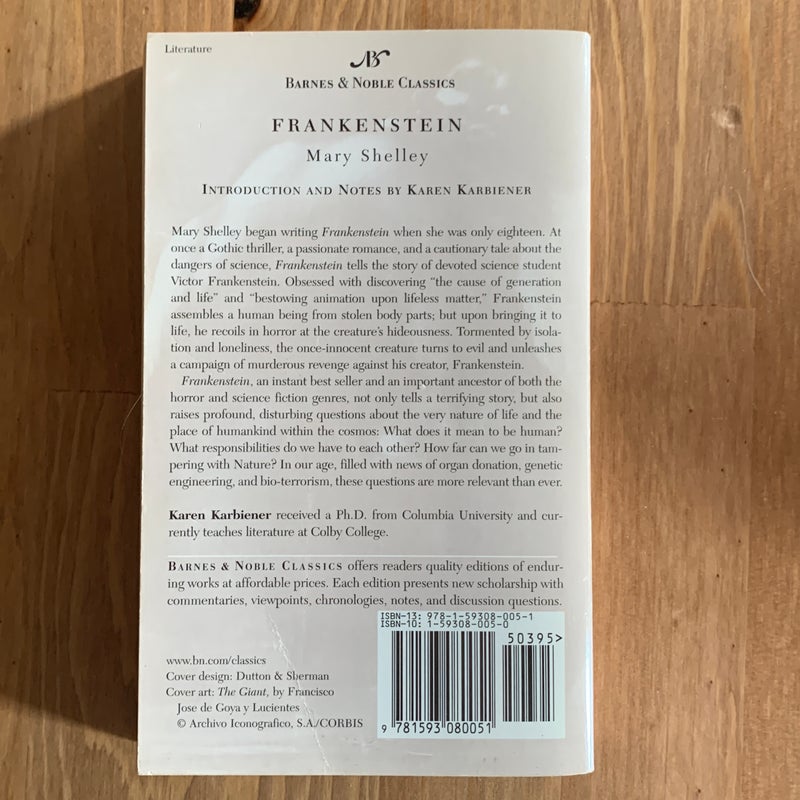 Literature
BARNES & NOBLE CLASSICS
FRANKENSTEIN
Mary Shelley
INTRODUCTION AND NOTES BY KAREN KARBIENER
Mary Shelley began writing Frankenstein when she was only eighteen. At
once a Gothic thriller, a passionate romance, and a cautionary tale about the
dangers of science, Frankenstein tells the story of devoted science student
Victor Frankenstein. Obsessed with discovering "the cause of generation
and life" and "bestowing animation upon lifeless matter," Frankenstein
assembles a human being from stolen body parts; but upon bringing it to
life, he recoils in horror at the creature's hideousness. Tormented by isola-
tion and loneliness, the once-innocent creature turns to evil and unleashes
a campaign of murderous revenge against his creator, Frankenstein.
Frankenstein, an instant best seller and an important ancestor of both the
horror and science fiction genres, not only tells a terrifying story, but also
raises profound, disturbing questions about the very nature of life and the
place of humankind within the cosmos: What does it mean to be human?
What responsibilities do we have to each other? How far can we go in tam-
pering with Nature? In our age, filled with news of organ donation, genetic
engineering, and bio-terrorism, these questions are more relevant than ever.
Karen Karbiener received a Ph.D. from Columbia University and cur-
rently teaches literature at Colby College.
BARNES & NOBLE CLASSICS offers readers quality editions of endur-
ing works at affordable prices. Each edition presents new scholarship with
commentaries, viewpoints, chronologies, notes, and discussion questions.
ISBN-13: 978-1-59308-005-1
ISBN-10: 1-59308-005-0
50395>
9 781593 080051
www.bn.com/classics
Cover design: Dutton & Sherman
Cover art: The Giant, by Francisco
Jose de Goya y Lucientes
© Archivo Iconografico, S.A./CORBIS